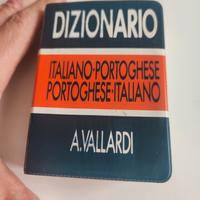 DIZIONARIO
ITALIANO-PORTOGHESE
PORTOGHESE-ITALIANO
A.VALLARDI